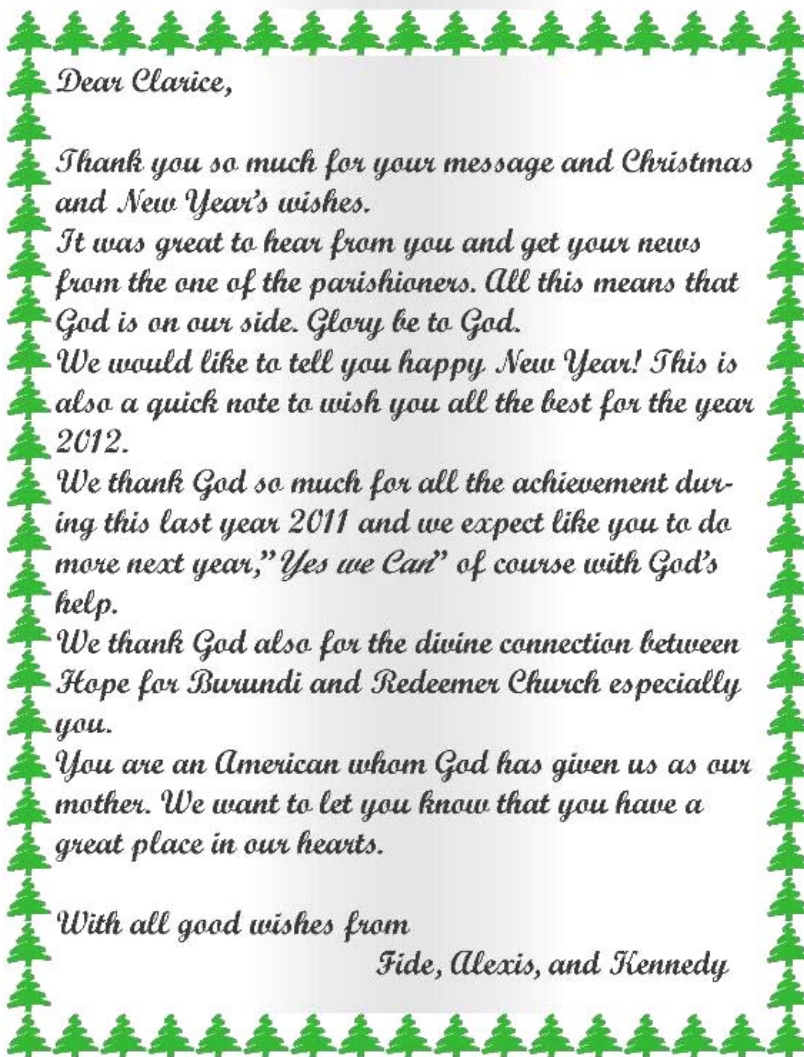 Dear Clarice,
Thank you so much for your message and Christmas
and New Year's wishes.
It was great to hear from you and get your news
from the one of the parishioners. All this means that
God is on our side. Glory be to God.
We would like to tell you happy New Year! This is
also a quick note to wish you all the best for the year
2012.
We thank God so much for all the achievement dur-
ing this last year 2011 and we expect like you to do
more next year,"Yes we Can" of course with God's
help.
We thank God also for the divine connection between
Hope for Burundi and Redeemer Church especially
you.
You are an American whom God has given us as our
mother. We want to let you know that you have a
great place in our hearts.
With all good wishes from
Fide, Alexis, and Kennedy